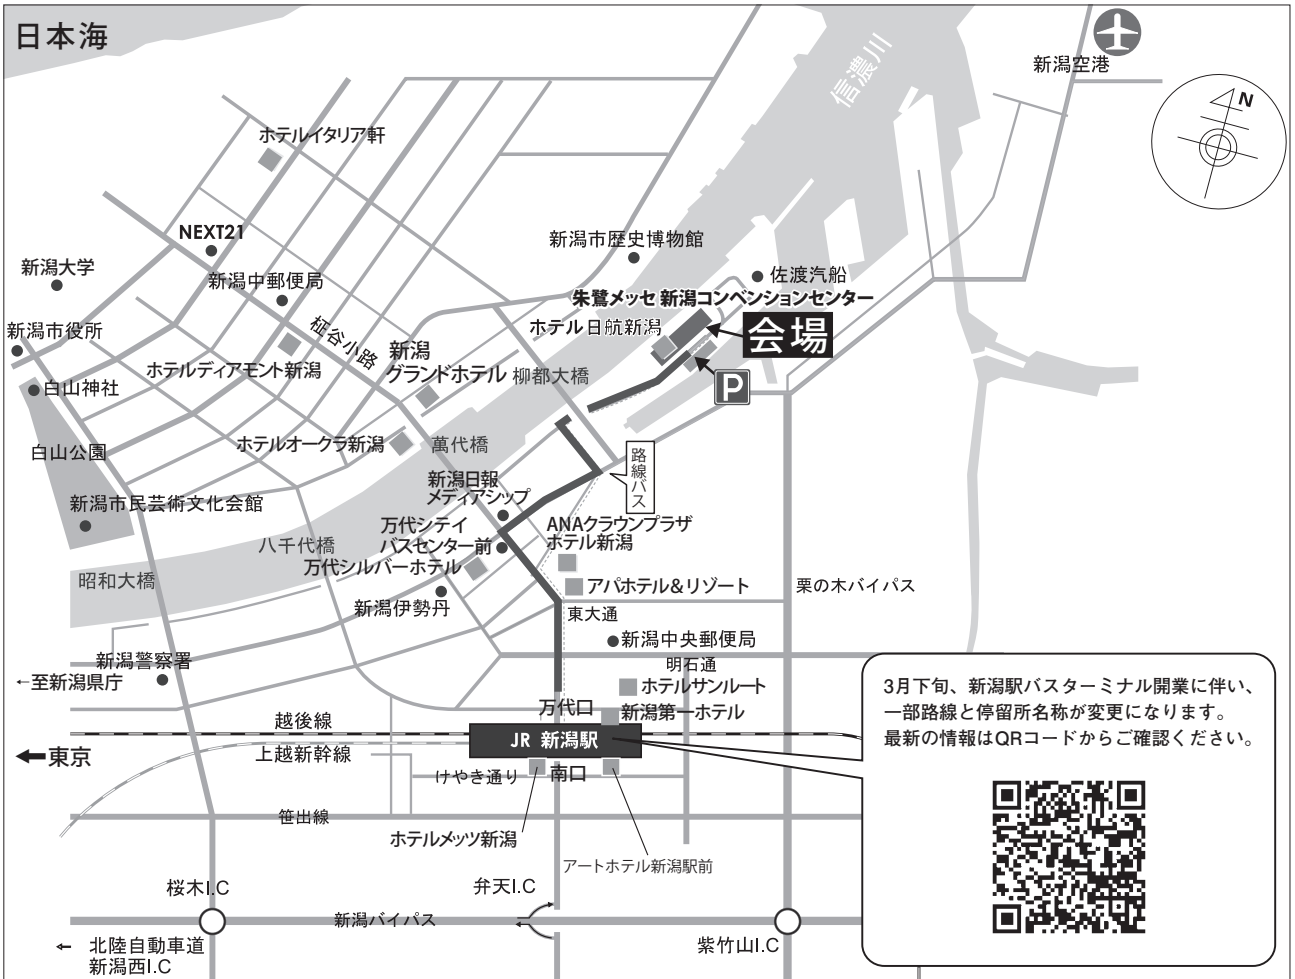 日本海
信濃川
新潟空港
N
ホテルイタリア軒
NEXT21
新潟市歴史博物館
新潟大学
新潟中郵便局
佐渡汽船
朱鷺メッセ 新潟コンベンションセンター
ホテル日航新潟
会場
新潟市役所
柾谷小路
新潟
グランドホテル
柳都大橋
P
ホテルディアモント新潟
白山神社
ホテルオークラ新潟
萬代橋
白山公園
路線バス
新潟日報
メディアシップ
新潟市民芸術文化会館
万代シテイ
バスセンター前
ANAクラウンプラザ
ホテル新潟
八千代橋
万代シルバーホテル
昭和大橋
アパホテル&リゾート
栗の木バイパス
新潟伊勢丹
東大通
新潟中央郵便局
新潟警察署
明石通
←至新潟県庁
ホテルサンルート
万代口
新潟第一ホテル
越後線
JR 新潟駅
上越新幹線
←東京
けやき通り
南口
笹出線
ホテルメッツ新潟
アートホテル新潟駅前
3月下旬、新潟駅バスターミナル開業に伴い、
一部路線と停留所名称が変更になります。
最新の情報はQRコードからご確認ください。
桜木I.C
弁天I.C
新潟バイパス
紫竹山I.C
← 北陸自動車道
新潟西I.C